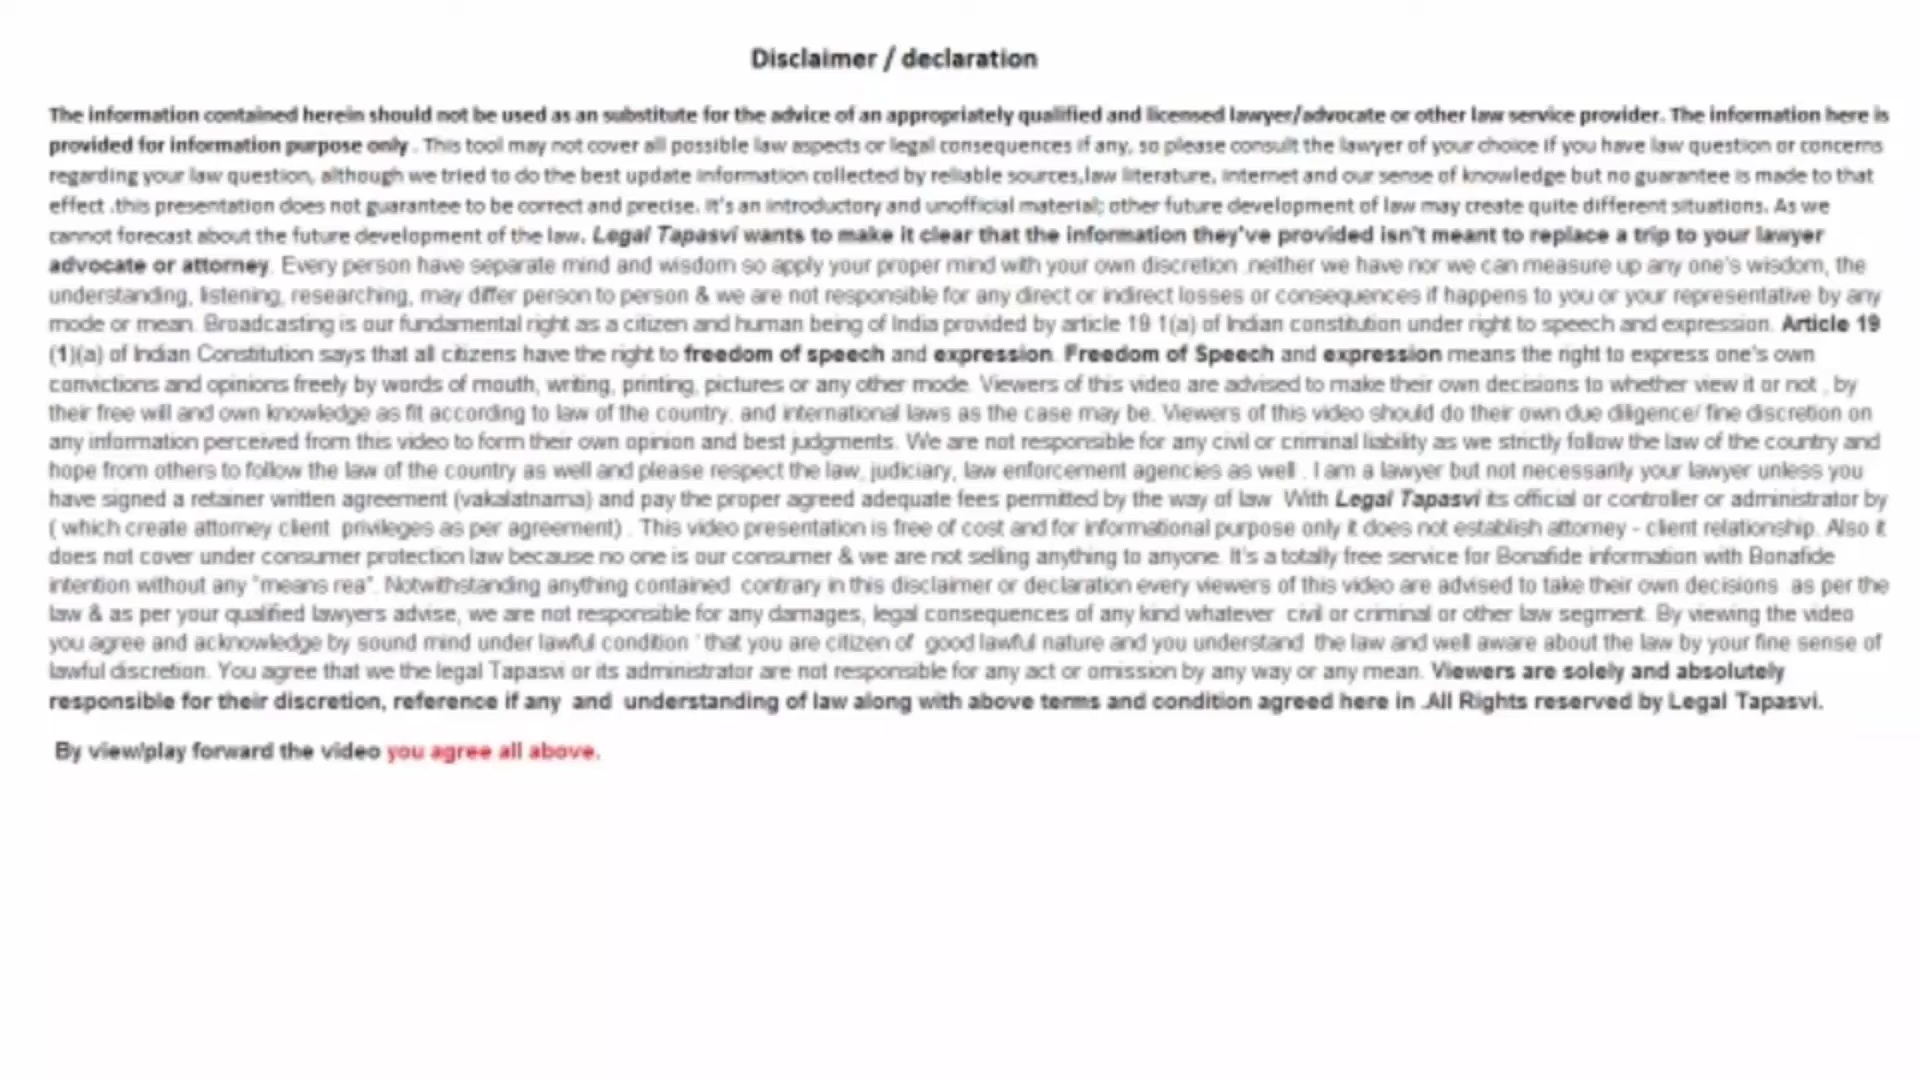 Disclaimer / declaration
The information contained herein should not be used as an substitute for the advice of an appropriately qualified and licensed lawyer/advocate or other law service provider. The information here is
provided for information purpose only . This tool may not cover all possible law aspects or legal consequences if any, so please consult the lawyer of your choice if you have law question or concerns
regarding your law question, although we tried to do the best update information collected by reliable sources,law literature, internet and our sense of knowledge but no guarantee is made to that
effect .this presentation does not guarantee to be correct and precise. it's an introductory and unofficial material; other future development of law may create quite different situations. As we
cannot forecast about the future development of the law. Legal Tapasvi wants to make it clear that the information they've provided isn't meant to replace a trip to your lawyer
advocate or attorney. Every person have separate mind and wisdom so apply your proper mind with your own discretion .neither we have nor we can measure up any one's wisdom, the
understanding, listening, researching, may differ person to person & we are not responsible for any direct or indirect losses or consequences if happens to you or your representative by any
mode or mean. Broadcasting is our fundamental right as a citizen and human being of India provided by article 19 1(a) of Indian constitution under right to speech and expression. Article 19
(1)(a) of Indian Constitution says that all citizens have the right to freedom of speech and expression. Freedom of Speech and expression means the right to express one's own
convictions and opinions freely by words of mouth, writing, printing, pictures or any other mode. Viewers of this video are advised to make their own decisions to whether view it or not , by
their free will and own knowledge as fit according to law of the country. and international laws as the case may be. Viewers of this video should do their own due diligence/ fine discretion on
any information perceived from this video to form their own opinion and best judgments. We are not responsible for any civil or criminal liability as we strictly follow the law of the country and
hope from others to follow the law of the country as well and please respect the law, judiciary, law enforcement agencies as well . I am a lawyer but not necessarily your lawyer unless you
have signed a retainer written agreement (vakalatnama) and pay the proper agreed adequate fees permitted by the way of law With Legal Tapasvi its official or controller or administrator by
( which create attorney client privileges as per agreement) . This video presentation is free of cost and for informational purpose only it does not establish attorney - client relationship. Also it
does not cover under consumer protection law because no one is our consumer & we are not selling anything to anyone. It's a totally free service for Bonafide information with Bonafide
intention without any "means rea". Notwithstanding anything contained contrary in this disclaimer or declaration every viewers of this video are advised to take their own decisions as per the
law & as per your qualified lawyers advise, we are not responsible for any damages, legal consequences of any kind whatever civil or criminal or other law segment. By viewing the video
you agree and acknowledge by sound mind under lawful condition ' that you are citizen of good lawful nature and you understand the law and well aware about the law by your fine sense of
lawful discretion. You agree that we the legal Tapasvi or its administrator are not responsible for any act or omission by any way or any mean. Viewers are solely and absolutely
responsible for their discretion, reference if any and understanding of law along with above terms and condition agreed here in .All Rights reserved by Legal Tapasvi.
By view/play forward the video you agree all above.